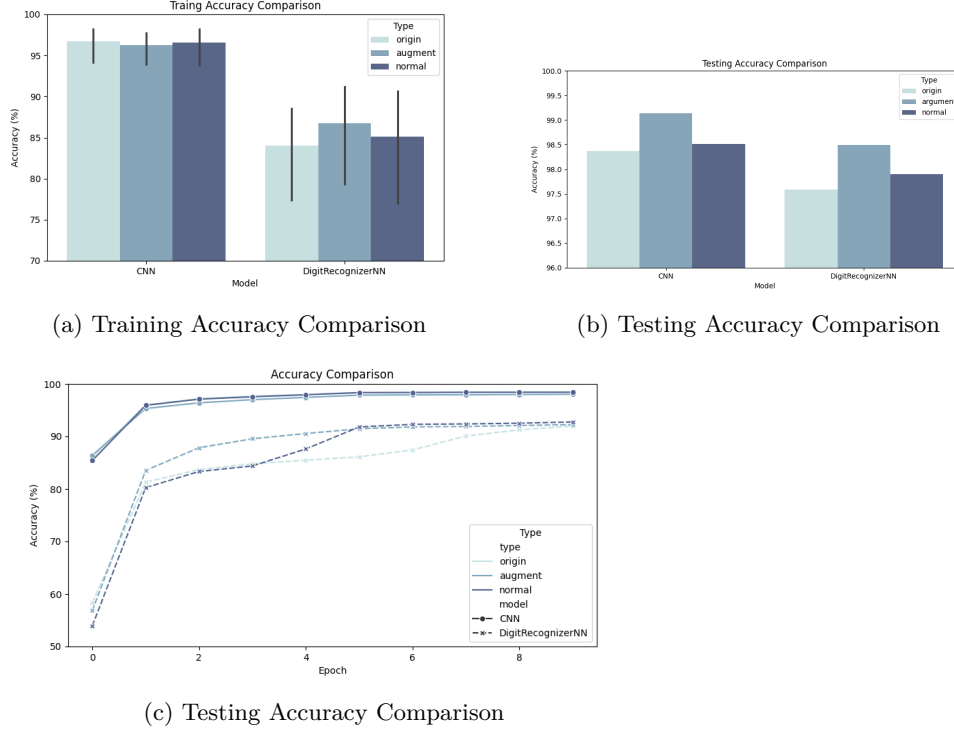 Traing Accuracy Comparison
100
95
90
85
80
75
70
Accuracy (%)
Type
origin
augment
normal
CNN
DigitRecognizerNN
Model
(a) Training Accuracy Comparison
Testing Accuracy Comparison
100.0
99.5
99.0
98.5
98.0
97.5
97.0
96.5
96.0
Accuracy (%)
Type
origin
argument
normal
CNN
DigitRecognizerNN
Model
(b) Testing Accuracy Comparison
Accuracy Comparison
100
90
80
70
60
50
Accuracy (%)
Type
type
origin
augment
normal
model
CNN
DigitRecognizerNN
0 2 4 6 8
Epoch
(c) Testing Accuracy Comparison